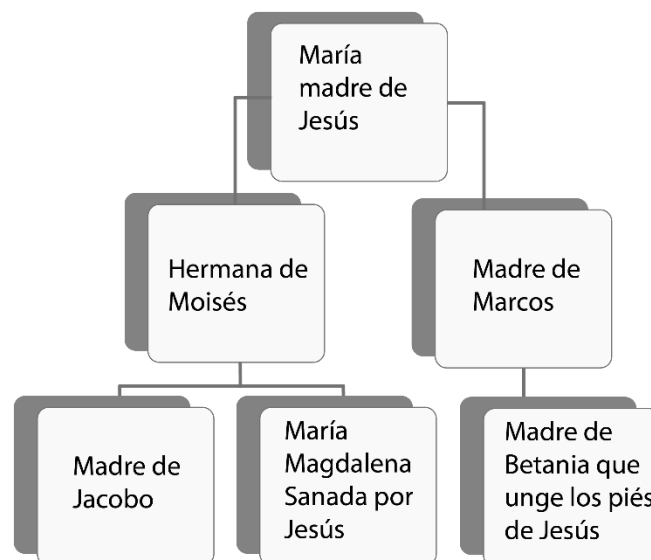 María
madre de
Jesús
Hermana de
Moisés
Madre de
Marcos
Madre de
Jacobo
María
Magdalena
Sanada por
Jesús
Madre de
Betania que
unge los piés
de Jesús